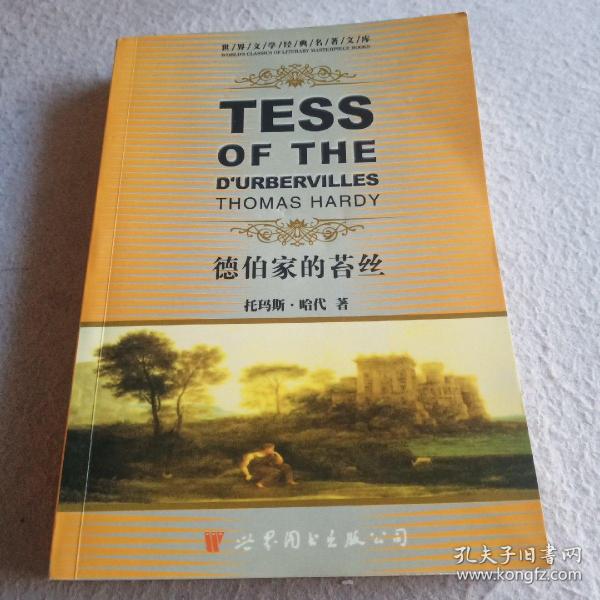 世/界/文/学/经/典/名/著/文/库
WORLD'S CLASSICS OF LITERARY MASTERPIECE BOOKS
TESS
OF THE
D'URBERVILLES
THOMAS HARDY
德伯家的苔丝
托玛斯·哈代 著
世界图书出版公司
孔夫子旧书网
www.kongfz.com